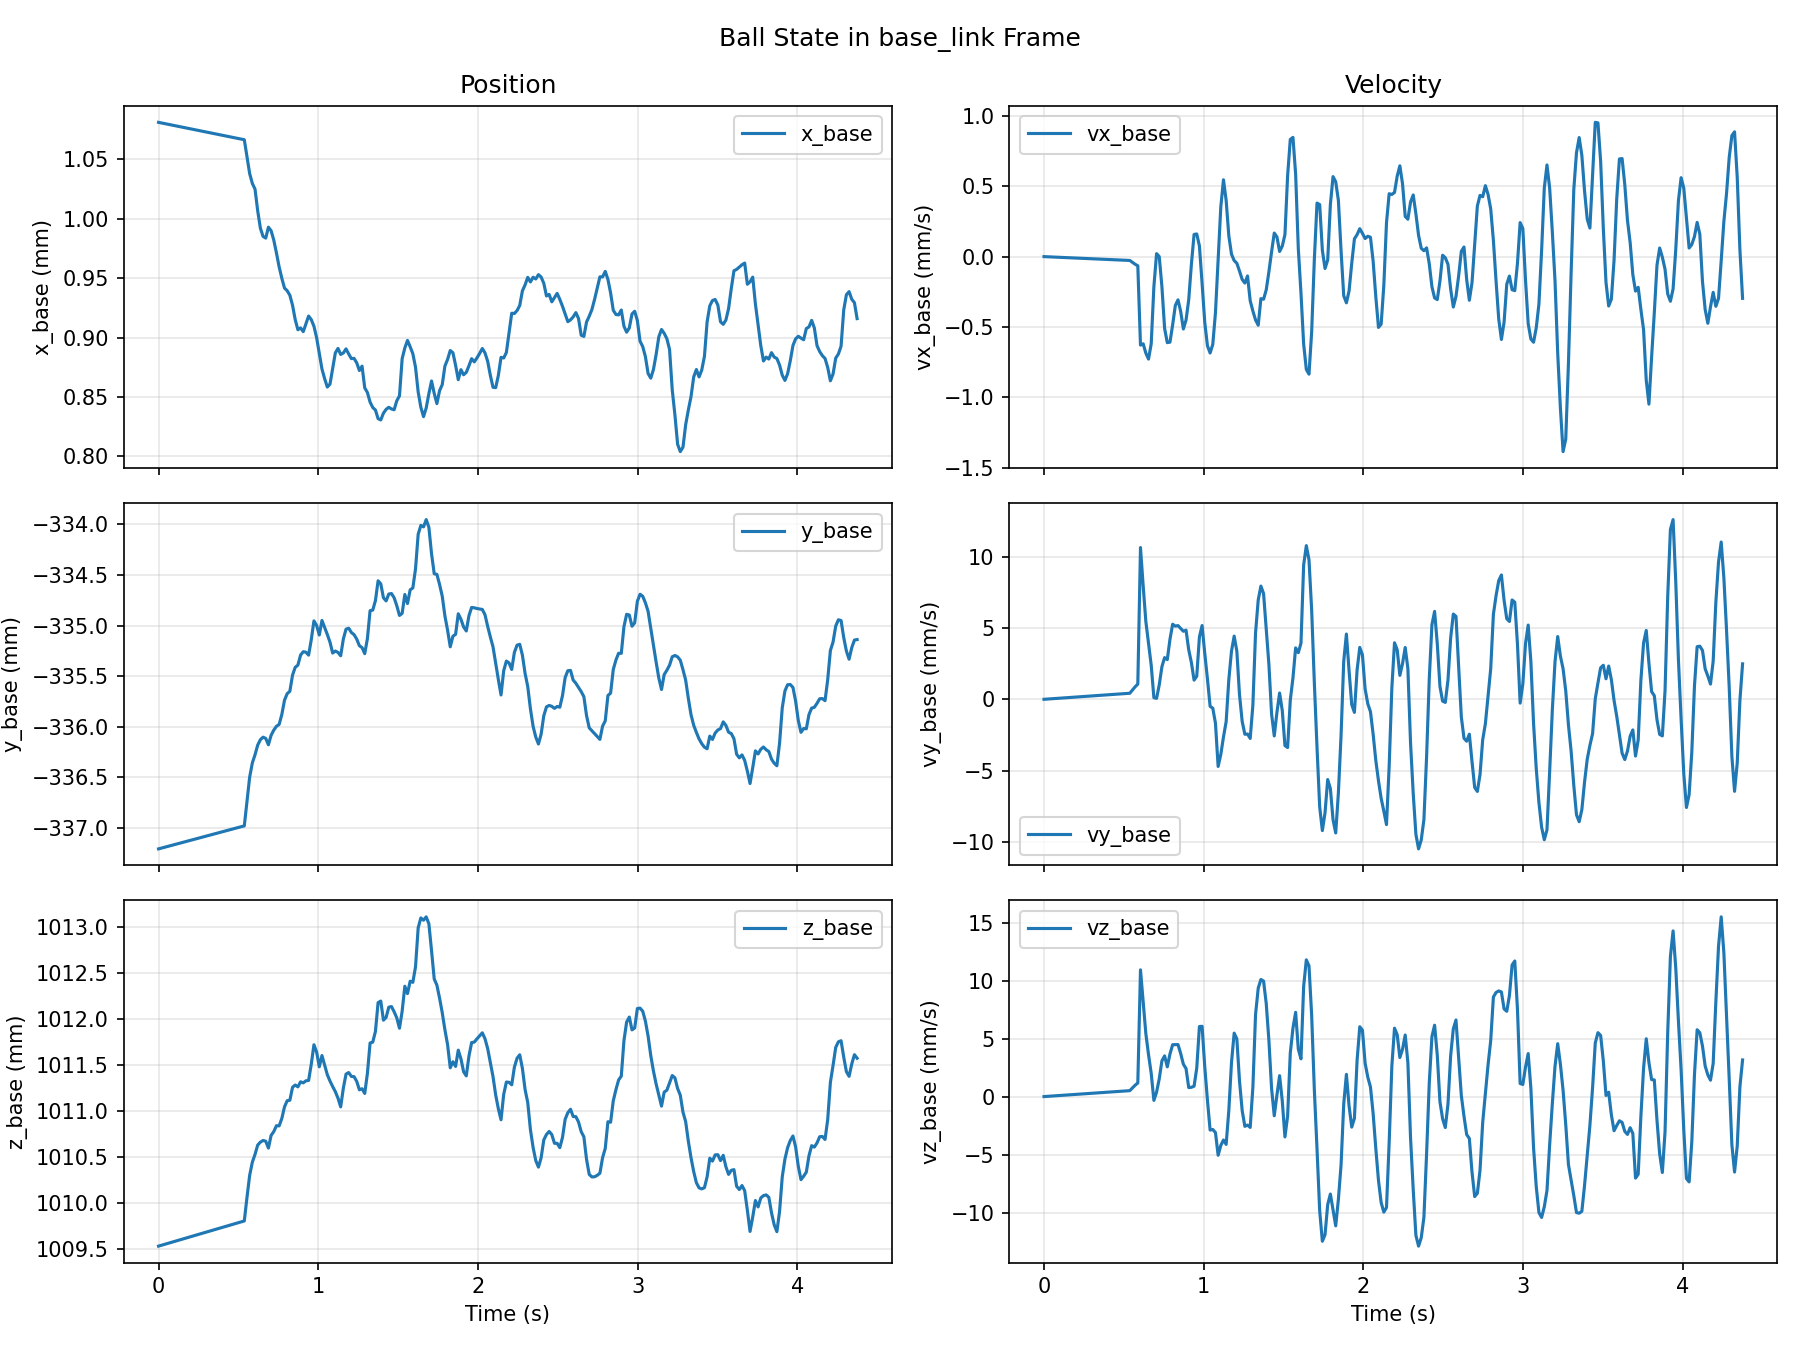 Ball State in base_link Frame
Position
Velocity
x_base (mm)
1.05
1.00
0.95
0.90
0.85
0.80
x_base
vx_base (mm/s)
1.0
0.5
0.0
−0.5
−1.0
−1.5
vx_base
y_base (mm)
−334.0
−334.5
−335.0
−335.5
−336.0
−336.5
−337.0
y_base
vy_base (mm/s)
10
5
0
−5
−10
vy_base
z_base (mm)
1013.0
1012.5
1012.0
1011.5
1011.0
1010.5
1010.0
1009.5
z_base
0 1 2 3 4
Time (s)
vz_base (mm/s)
15
10
5
0
−5
−10
vz_base
0 1 2 3 4
Time (s)